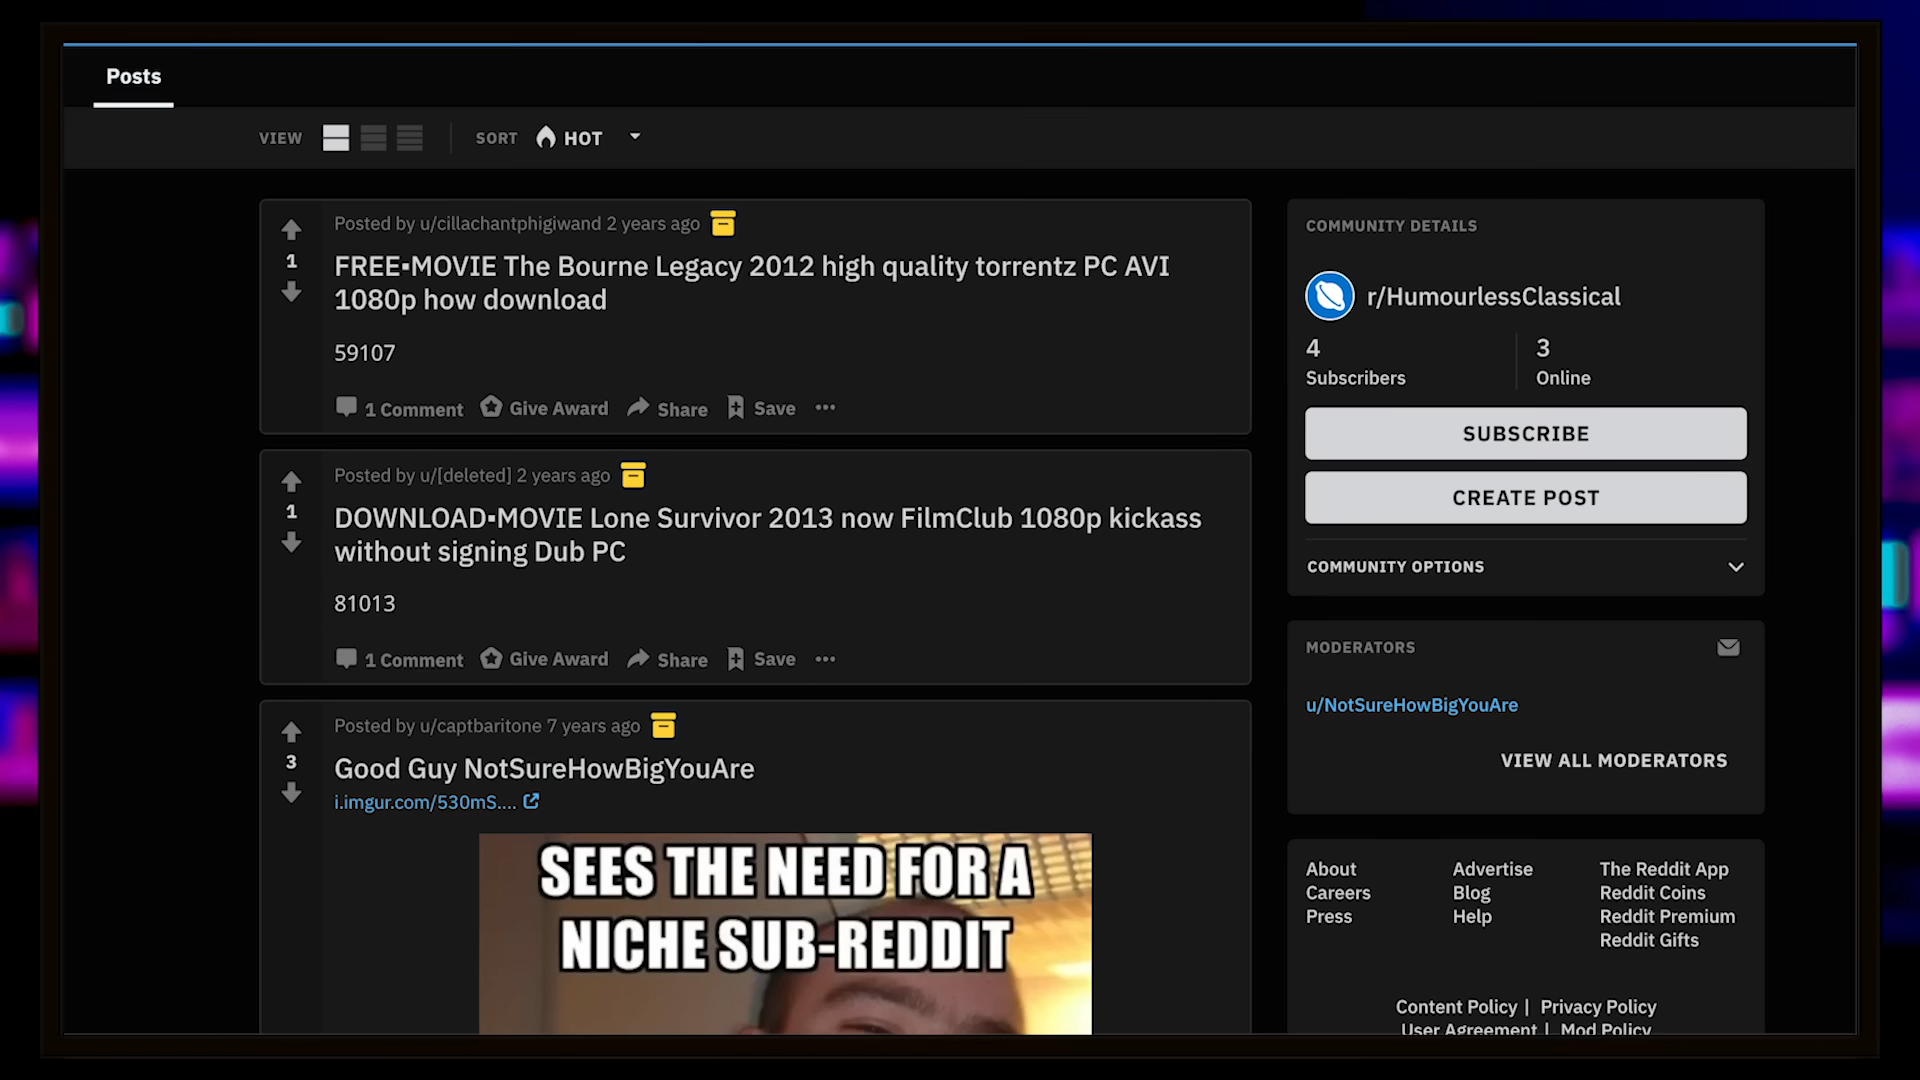 Posts
VIEW
SORT
HOT
Posted by u/cillachantphigiwand 2 years ago
1
FREE▪MOVIE The Bourne Legacy 2012 high quality torrentz PC AVI
1080p how download
59107
1 Comment
Give Award
Share
Save
Posted by u/[deleted] 2 years ago
1
DOWNLOAD▪MOVIE Lone Survivor 2013 now FilmClub 1080p kickass
without signing Dub PC
81013
1 Comment
Give Award
Share
Save
Posted by u/captbaritone 7 years ago
3
Good Guy NotSureHowBigYouAre
i.imgur.com/530mS....
SEES THE NEED FOR A
NICHE SUB-REDDIT
COMMUNITY DETAILS
r/HumourlessClassical
4
Subscribers
3
Online
SUBSCRIBE
CREATE POST
COMMUNITY OPTIONS
MODERATORS
u/NotSureHowBigYouAre
VIEW ALL MODERATORS
About
Careers
Press
Advertise
Blog
Help
The Reddit App
Reddit Coins
Reddit Premium
Reddit Gifts
Content Policy | Privacy Policy
User Agreement | Mod Policy